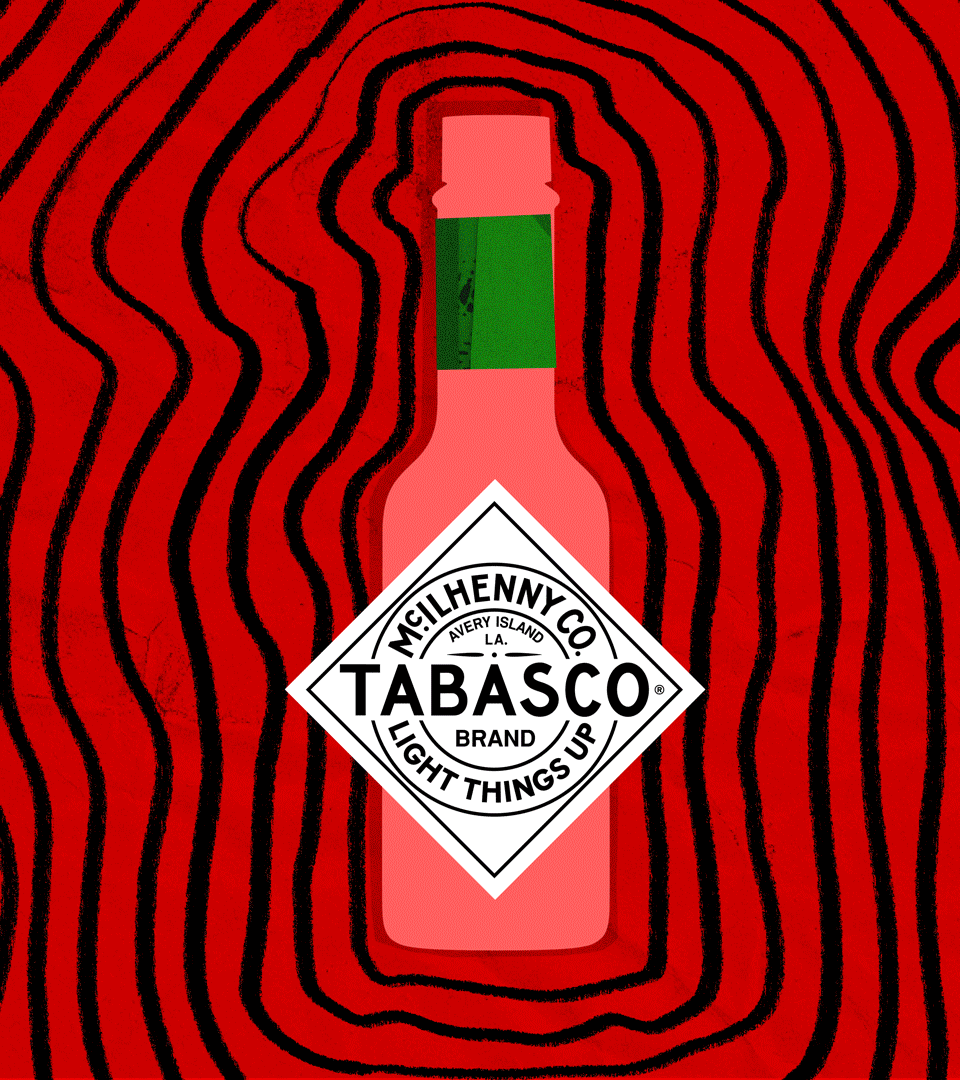 McILHENNY CO.
AVERY ISLAND
LA.
TABASCO®
BRAND
LIGHT THINGS UP